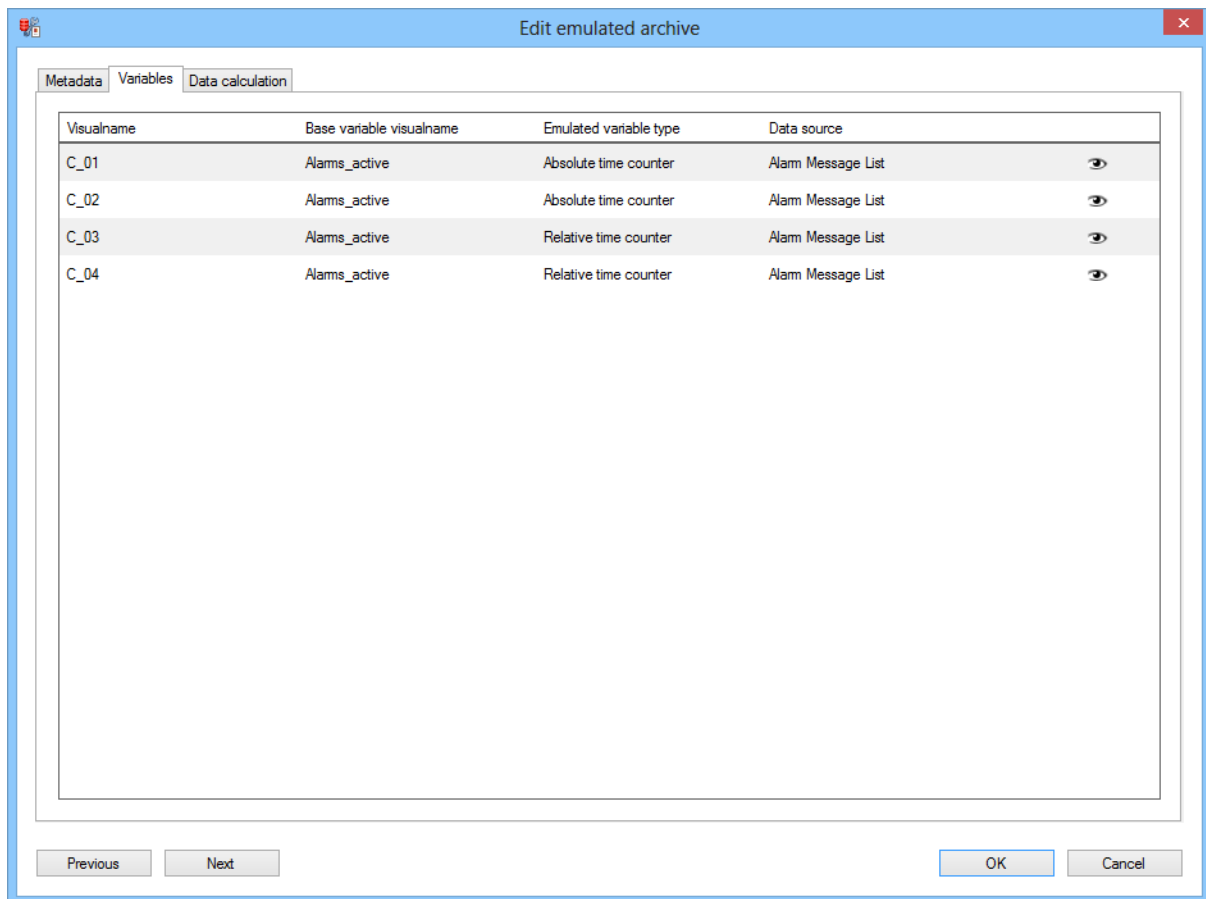 Edit emulated archive
Metadata Variables Data calculation
Visualname Base variable visualname Emulated variable type Data source
C_01 Alarms_active Absolute time counter Alarm Message List
C_02 Alarms_active Absolute time counter Alarm Message List
C_03 Alarms_active Relative time counter Alarm Message List
C_04 Alarms_active Relative time counter Alarm Message List
Previous Next OK Cancel